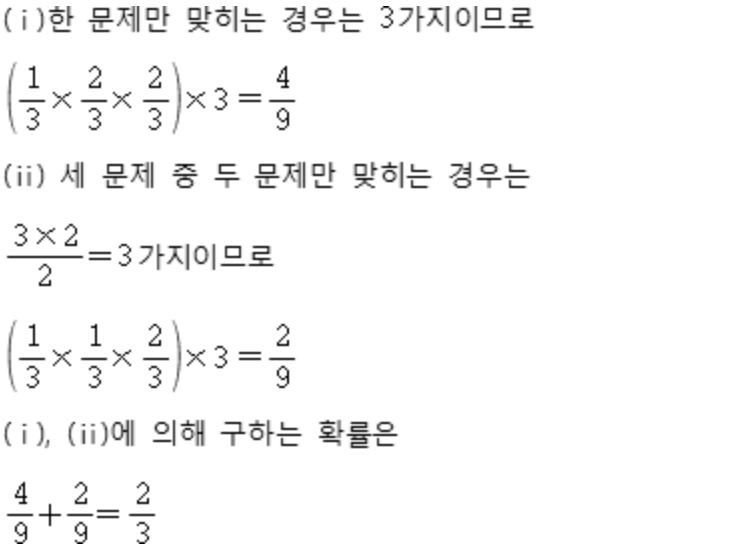 (ⅰ)한 문제만 맞히는 경우는 3가지이므로
(1/3 × 2/3 × 2/3) × 3 = 4/9
(ii) 세 문제 중 두 문제만 맞히는 경우는
3×2/2 = 3가지이므로
(1/3 × 1/3 × 2/3) × 3 = 2/9
(ⅰ), (ii)에 의해 구하는 확률은
4/9 + 2/9 = 2/3